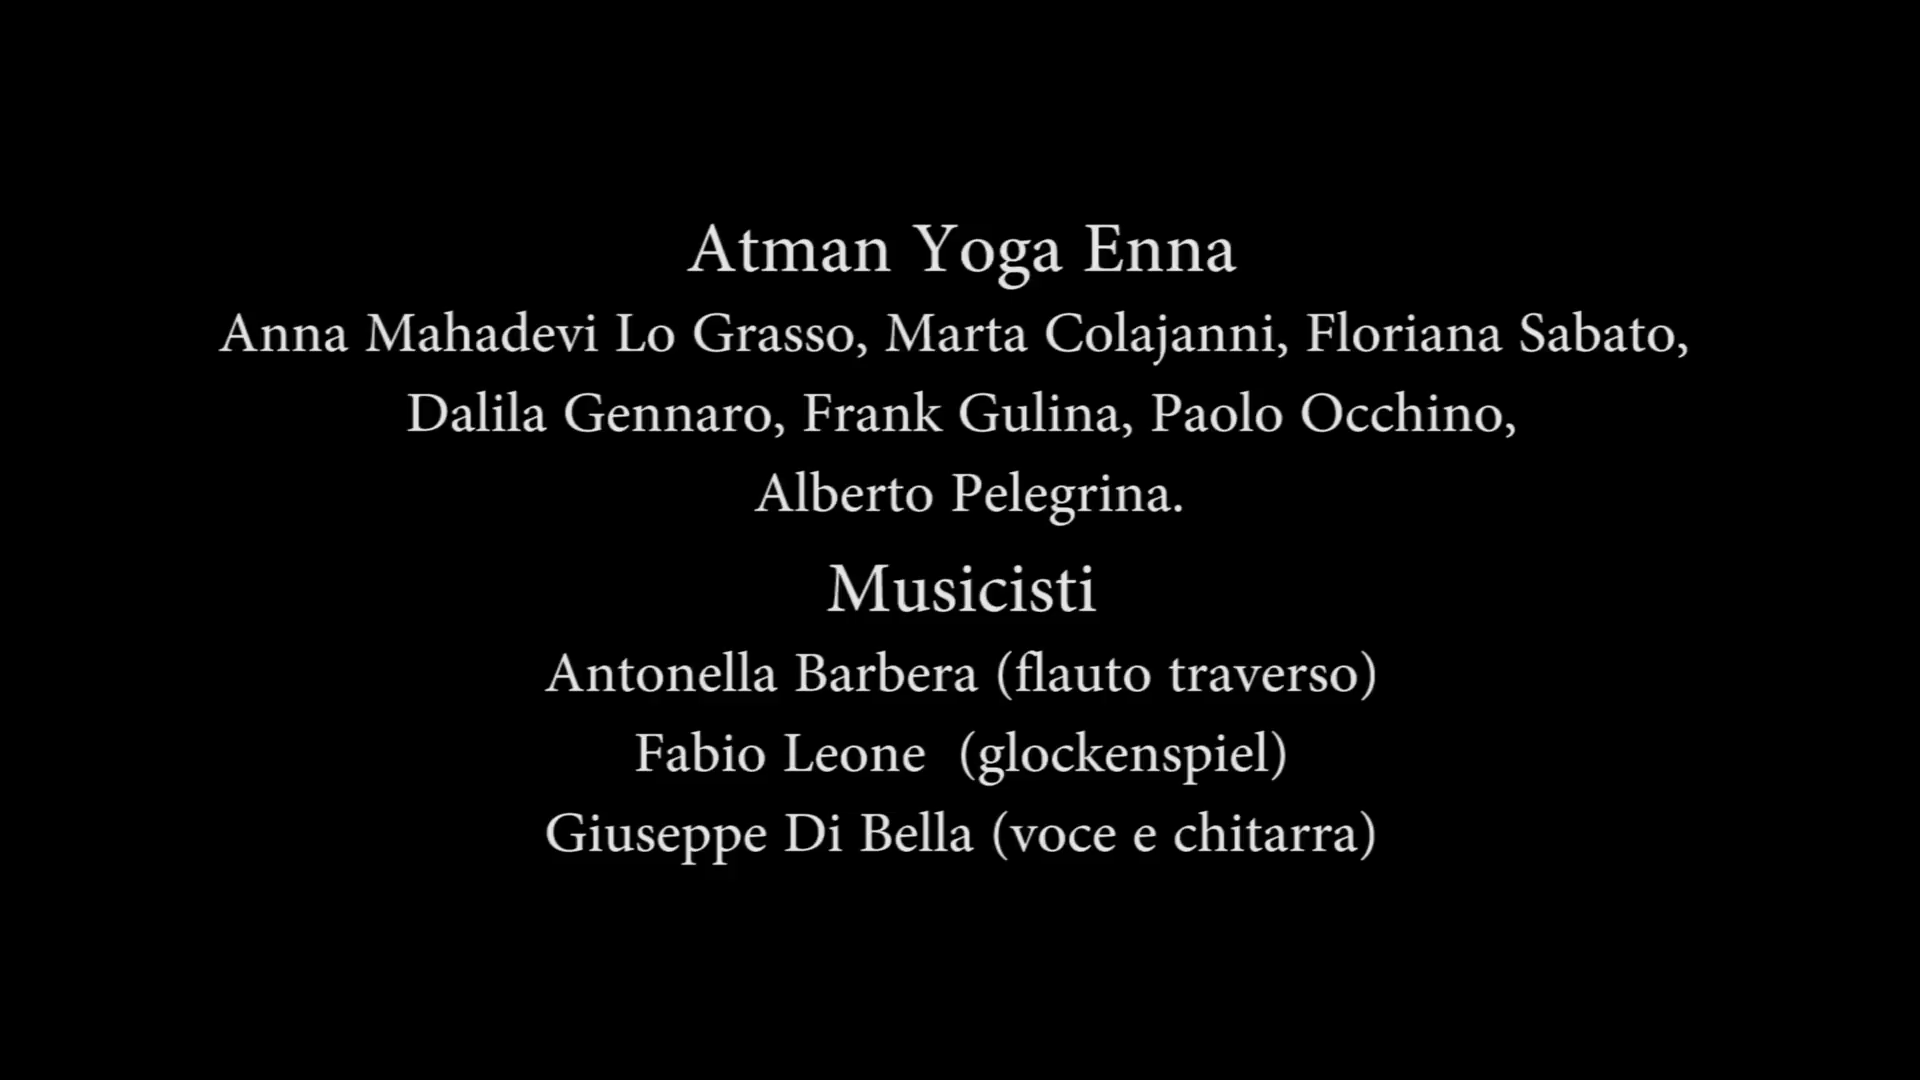 Atman Yoga Enna
Anna Mahadevi Lo Grasso, Marta Colajanni, Floriana Sabato,
Dalila Gennaro, Frank Gulina, Paolo Occhino,
Alberto Pelegrina.
Musicisti
Antonella Barbera (flauto traverso)
Fabio Leone  (glockenspiel)
Giuseppe Di Bella (voce e chitarra)